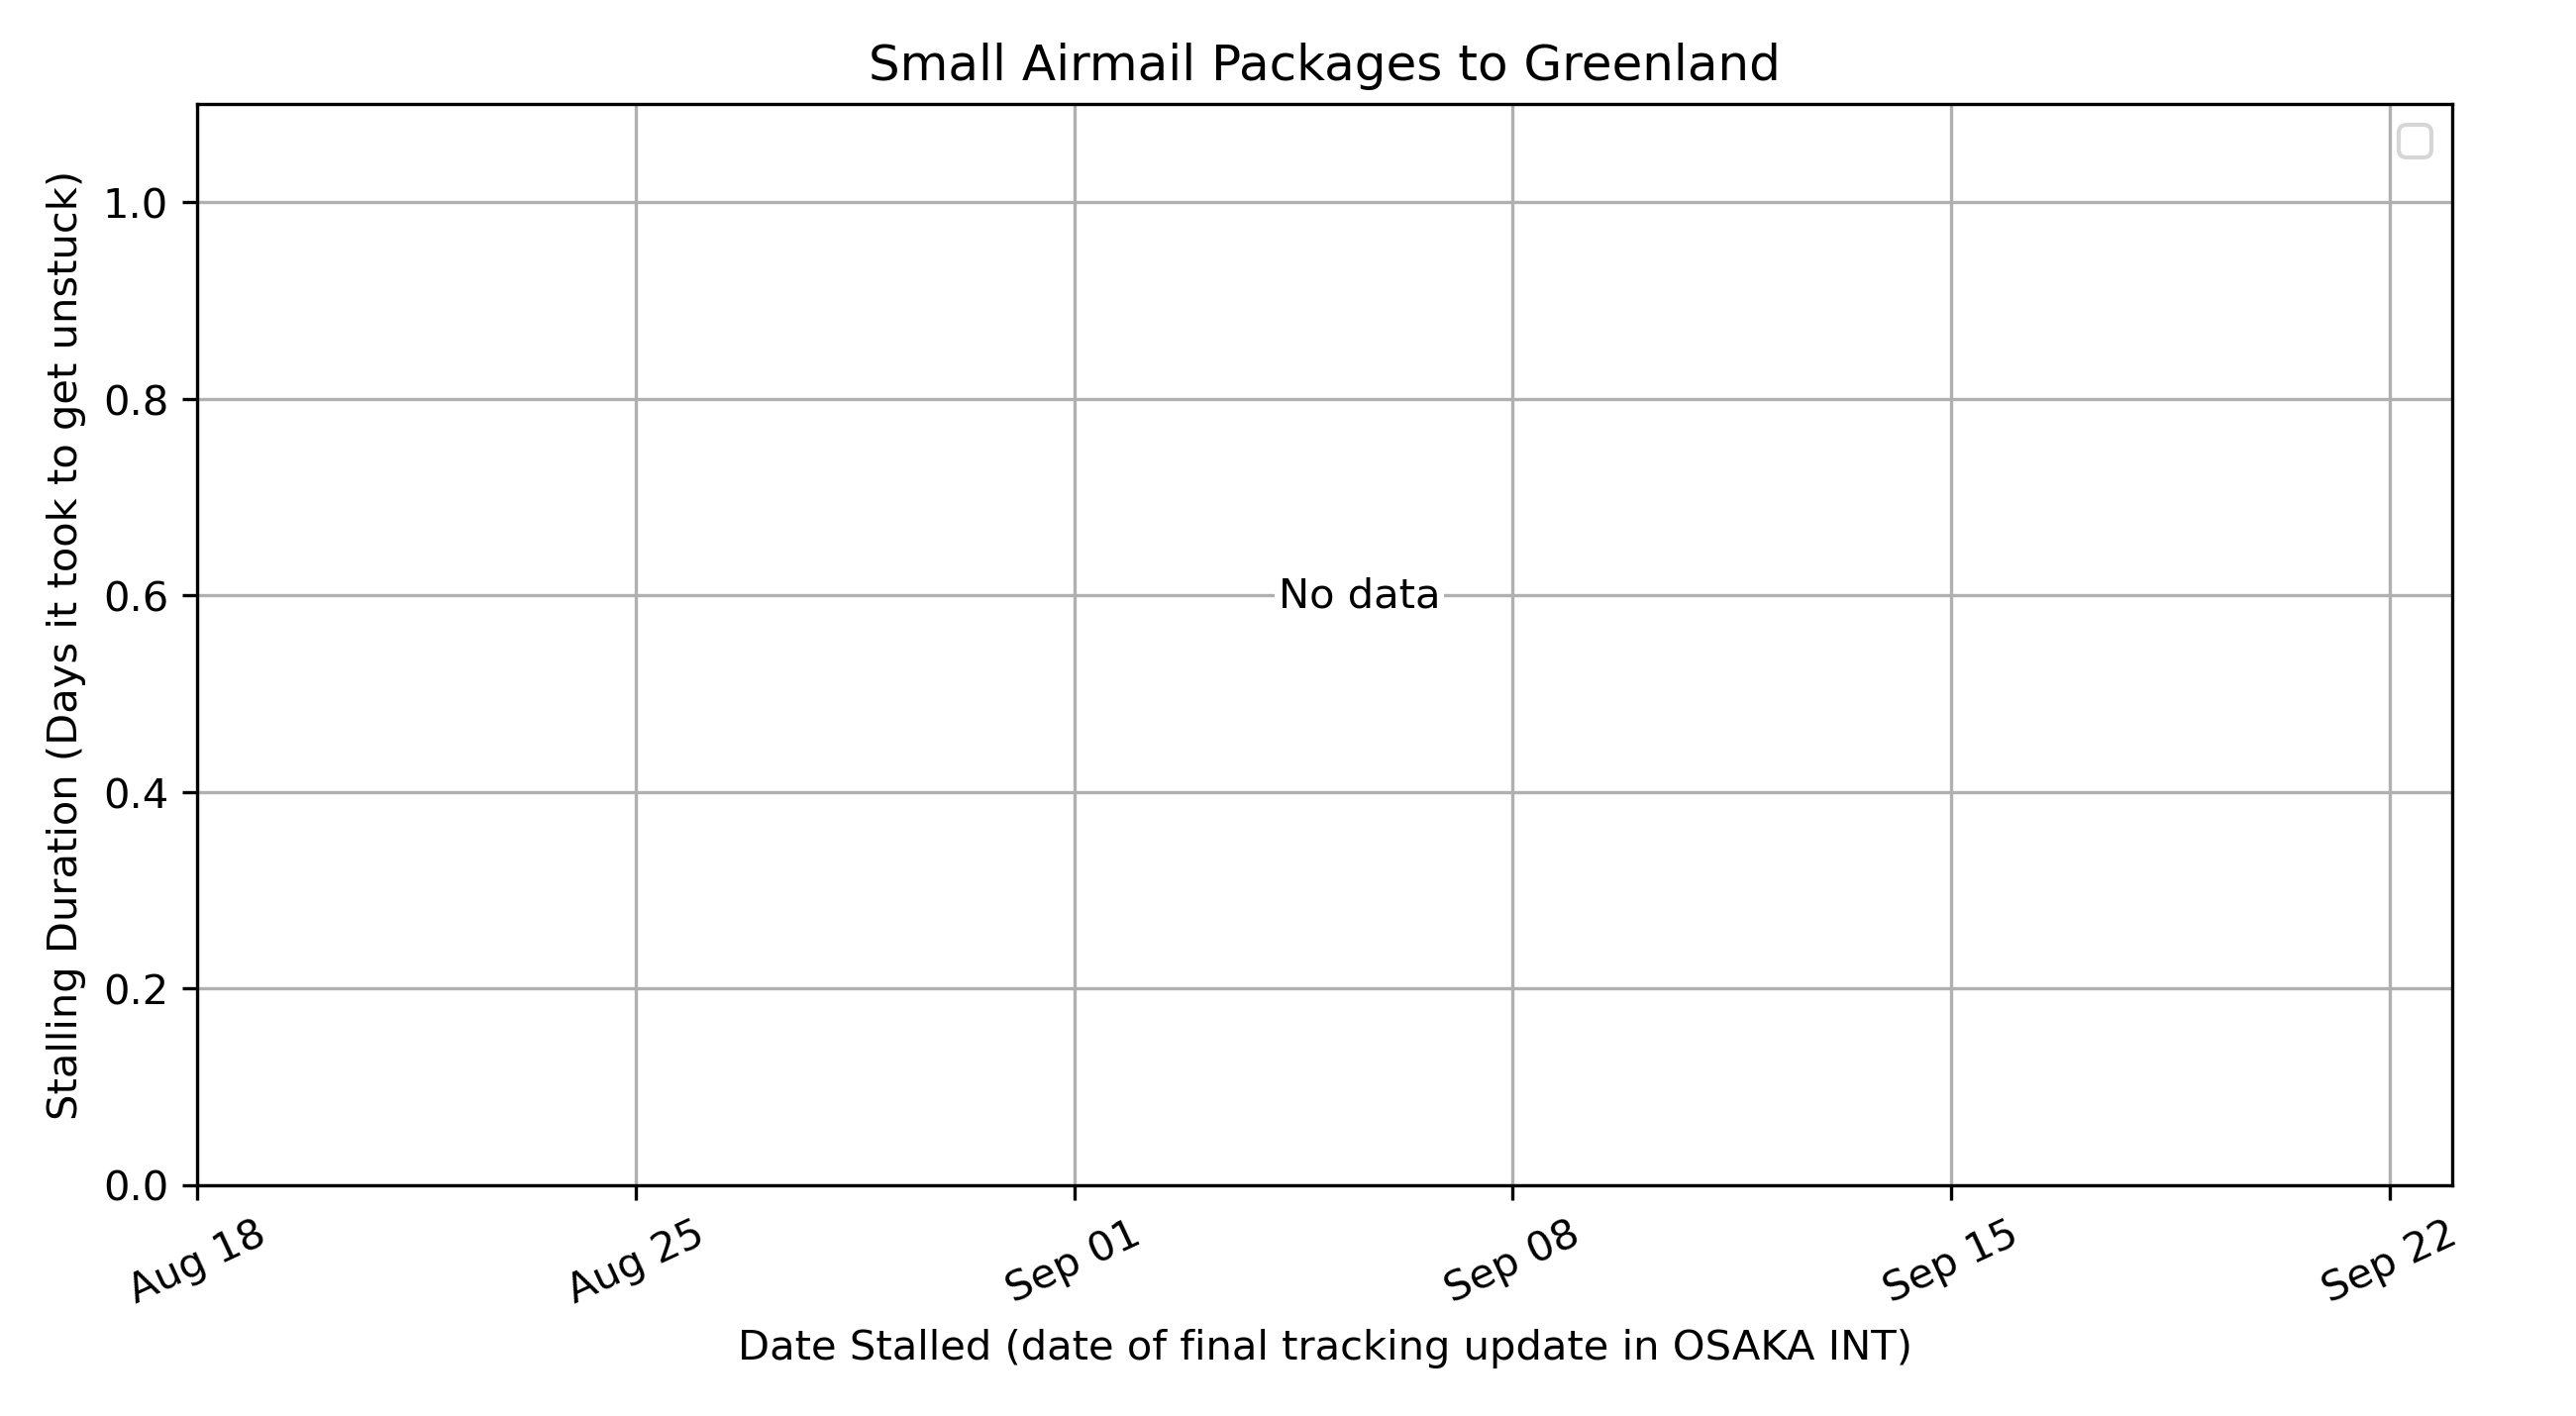 Small Airmail Packages to Greenland
Stalling Duration (Days it took to get unstuck)
1.0
0.8
0.6
0.4
0.2
0.0
No data
Aug 18
Aug 25
Sep 01
Sep 08
Sep 15
Sep 22
Date Stalled (date of final tracking update in OSAKA INT)